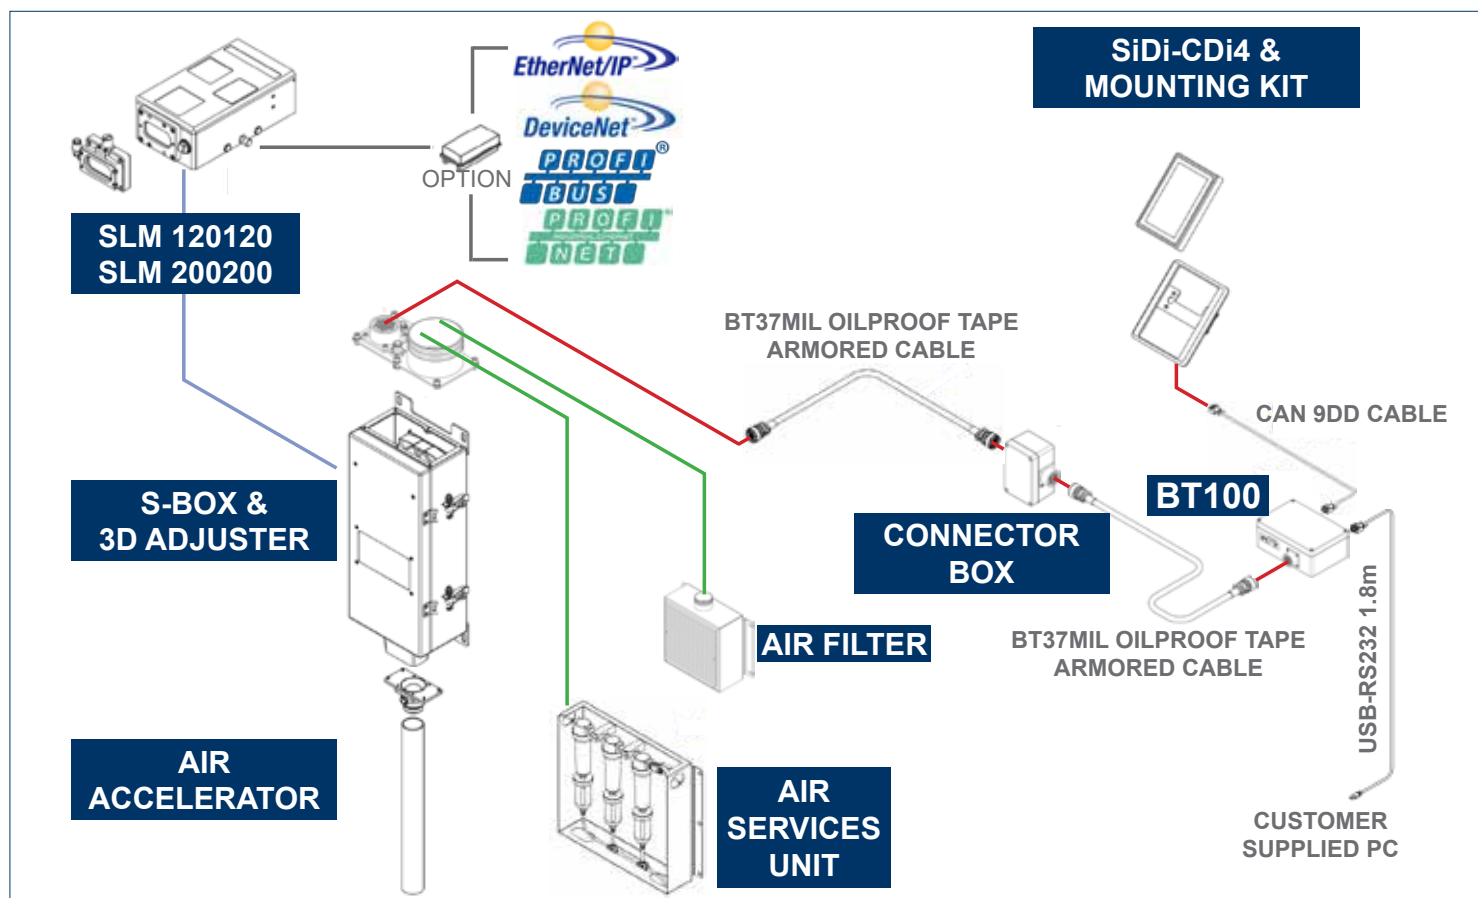 EtherNet/IP
DeviceNet
PROFI®
BUS
OPTION
PROFI
INDUSTRIAL ETHERNET
NET
SiDi-CDi4 &
MOUNTING KIT
SLM 120120
SLM 200200
BT37MIL OILPROOF TAPE
ARMORED CABLE
CAN 9DD CABLE
BT100
S-BOX &
3D ADJUSTER
CONNECTOR
BOX
AIR FILTER
BT37MIL OILPROOF TAPE
ARMORED CABLE
USB-RS232 1.8m
AIR
ACCELERATOR
AIR
SERVICES
UNIT
CUSTOMER
SUPPLIED PC